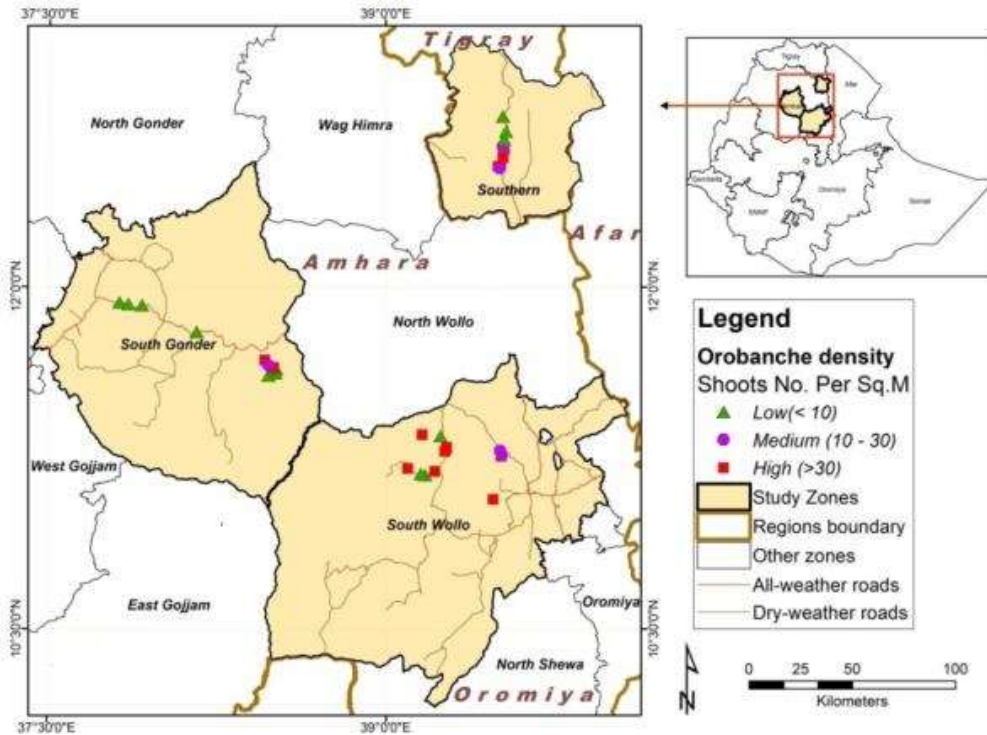 37°30'0"E
39°0'0"E
Tigray
North Gonder
Wag Himra
Southern
Afar
Amhara
12°0'0"N
12°0'0"N
North Wollo
South Gonder
West Gojjam
South Wollo
East Gojjam
Oromiya
10°30'0"N
10°30'0"N
North Shewa
Oromiya
37°30'0"E
39°0'0"E
Tigray
Afar
Oromiya
Somali
Legend
Orobanche density
Shoots No. Per Sq.M
Low(< 10)
Medium (10 - 30)
High (>30)
Study Zones
Regions boundary
Other zones
All-weather roads
Dry-weather roads
N
0 25 50 100
Kilometers